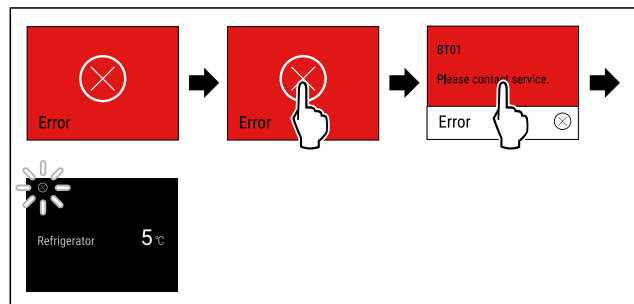 Error
Error
BT01
Please contact service.
Error
Refrigerator 5 °C